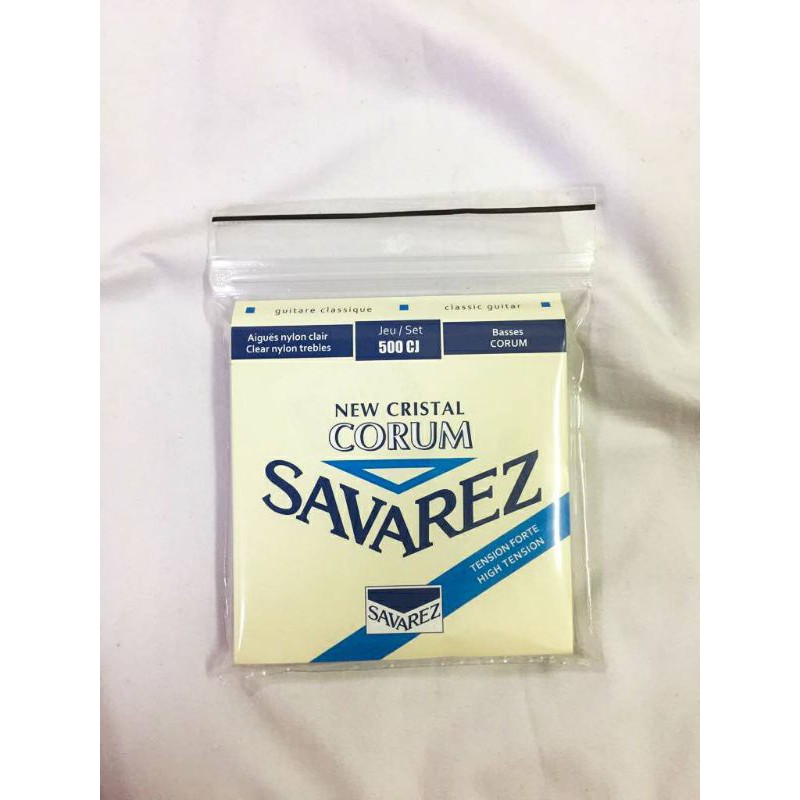 guitare classique classic guitar
Aiguës nylon clair
Clear nylon trebles
Jeu / Set
500 CJ
Basses
CORUM
NEW CRISTAL
CORUM
SAVAREZ
TENSION FORTE
HIGH TENSION
SAVAREZ